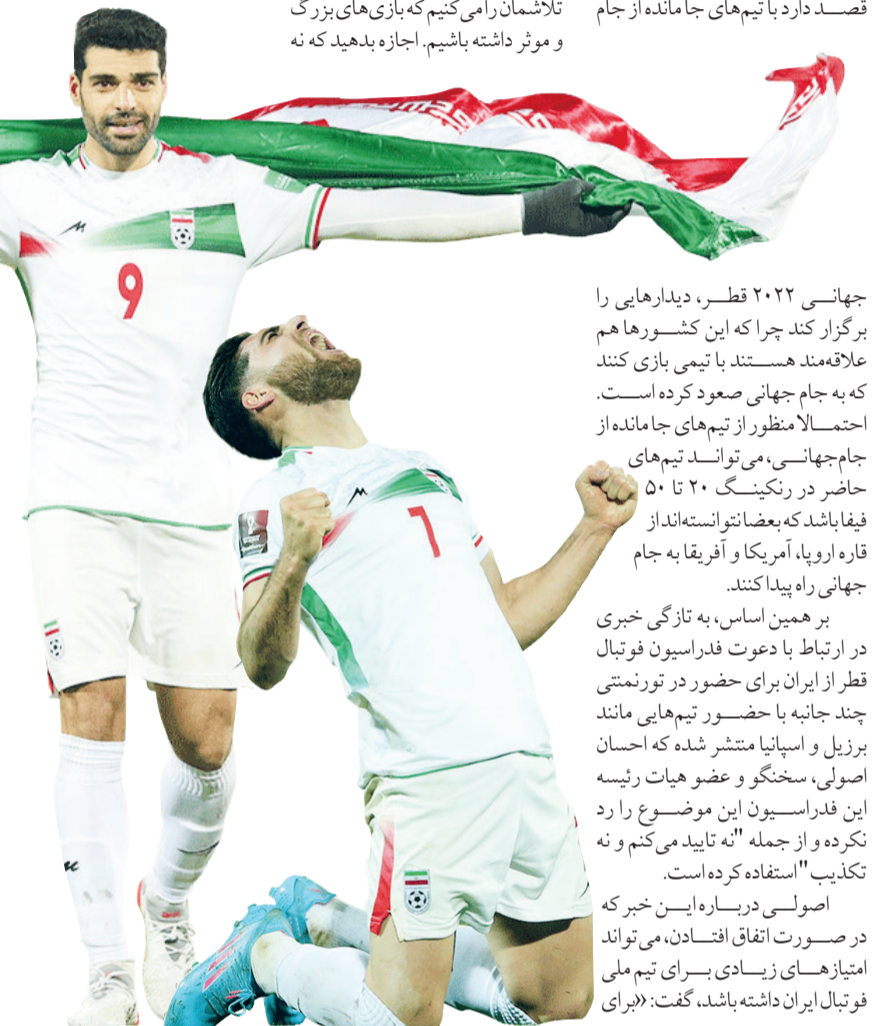 قصد دارد با تیم‌های جا مانده از جام
جهانی ۲۰۲۲ قطر، دیدارهایی را
برگزار کند چرا که این کشورها هم
علاقه‌مند هستند با تیمی بازی کنند
که به جام جهانی صعود کرده است.
احتمالا منظور از تیم‌های جا مانده از
جام‌جهانی، می‌تواند تیم‌های
حاضر در رنکینگ ۲۰ تا ۵۰
فیفا باشد که بعضا نتوانسته‌اند از
قاره اروپا، آمریکا و آفریقا به جام
جهانی راه پیدا کنند.
بر همین اساس، به تازگی خبری
در ارتباط با دعوت فدراسیون فوتبال
قطر از ایران برای حضور در تورنمنتی
چند جانبه با حضور تیم‌هایی مانند
برزیل و اسپانیا منتشر شده که احسان
اصولی، سخنگو و عضو هیات رئیسه
این فدراسیون این موضوع را رد
نکرده و از جمله "نه تایید می‌کنم و نه
تکذیب" استفاده کرده است.
اصولی درباره این خبر که
در صورت اتفاق افتادن، می‌تواند
امتیازهای زیادی برای تیم ملی
فوتبال ایران داشته باشد، گفت: «برای
تلاشمان را می‌کنیم که بازی‌های بزرگ
و موثر داشته باشیم. اجازه بدهید که نه
9
7